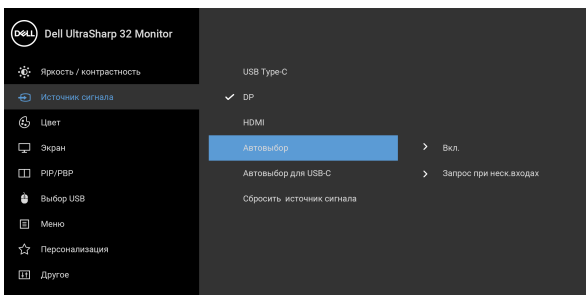 DELL Dell UltraSharp 32 Monitor
Яркость / контрастность USB Type-C
Источник сигнала DP
Цвет HDMI
Экран Автовыбор Вкл.
PIP/PBP Автовыбор для USB-C Запрос при неск.входах
Выбор USB Сбросить источник сигнала
Меню
Персонализация
Другое